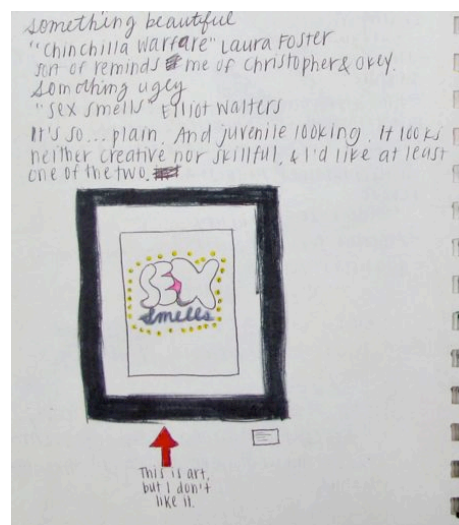 something beautiful
"Chinchilla Warfare" Laura Foster
sort of reminds me of Christopher & Okey.
Something ugly
"Sex smells Elliot Walters
It's so... plain. And juvenile looking. It looks
neither creative nor skillful, & I'd like at least
one of the two.
SEX
Smells
This is art,
but I don't
like it.